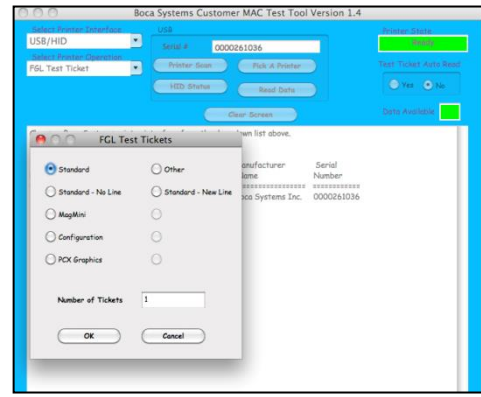 Boca Systems Customer MAC Test Tool Version 1.4
Select Printer Interface
USB/HID
Select Printer Operation
FGL Test Ticket
USB
Serial # 0000261036
Printer Scan Pick A Printer
HID Status Read Data
Clear Screen
Printer State
Ready
Test Ticket Auto Read
Yes No
Data Available
down list above.
Manufacturer Serial
Name Number
================== ============
Boca Systems Inc. 0000261036
FGL Test Tickets
Standard Other
Standard - No Line Standard - New Line
MagMini
Configuration
PCX Graphics
Number of Tickets 1
OK Cancel